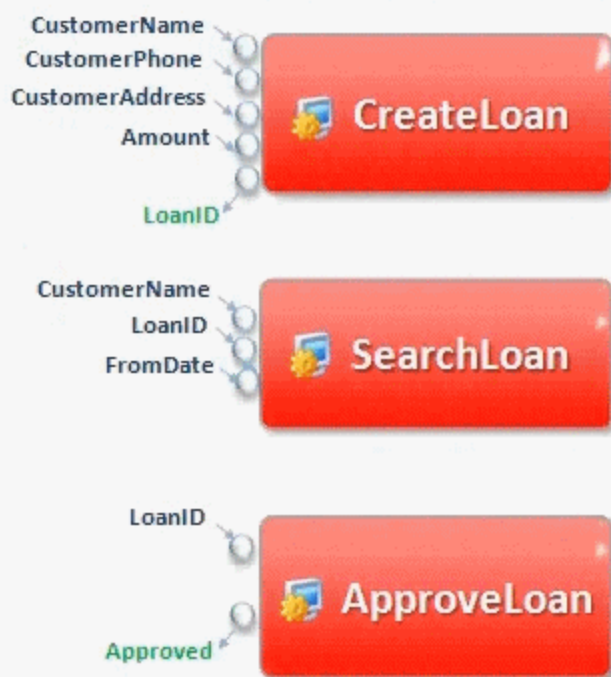 CustomerName
CustomerPhone
CustomerAddress
Amount
LoanID
CreateLoan
CustomerName
LoanID
FromDate
SearchLoan
LoanID
Approved
ApproveLoan